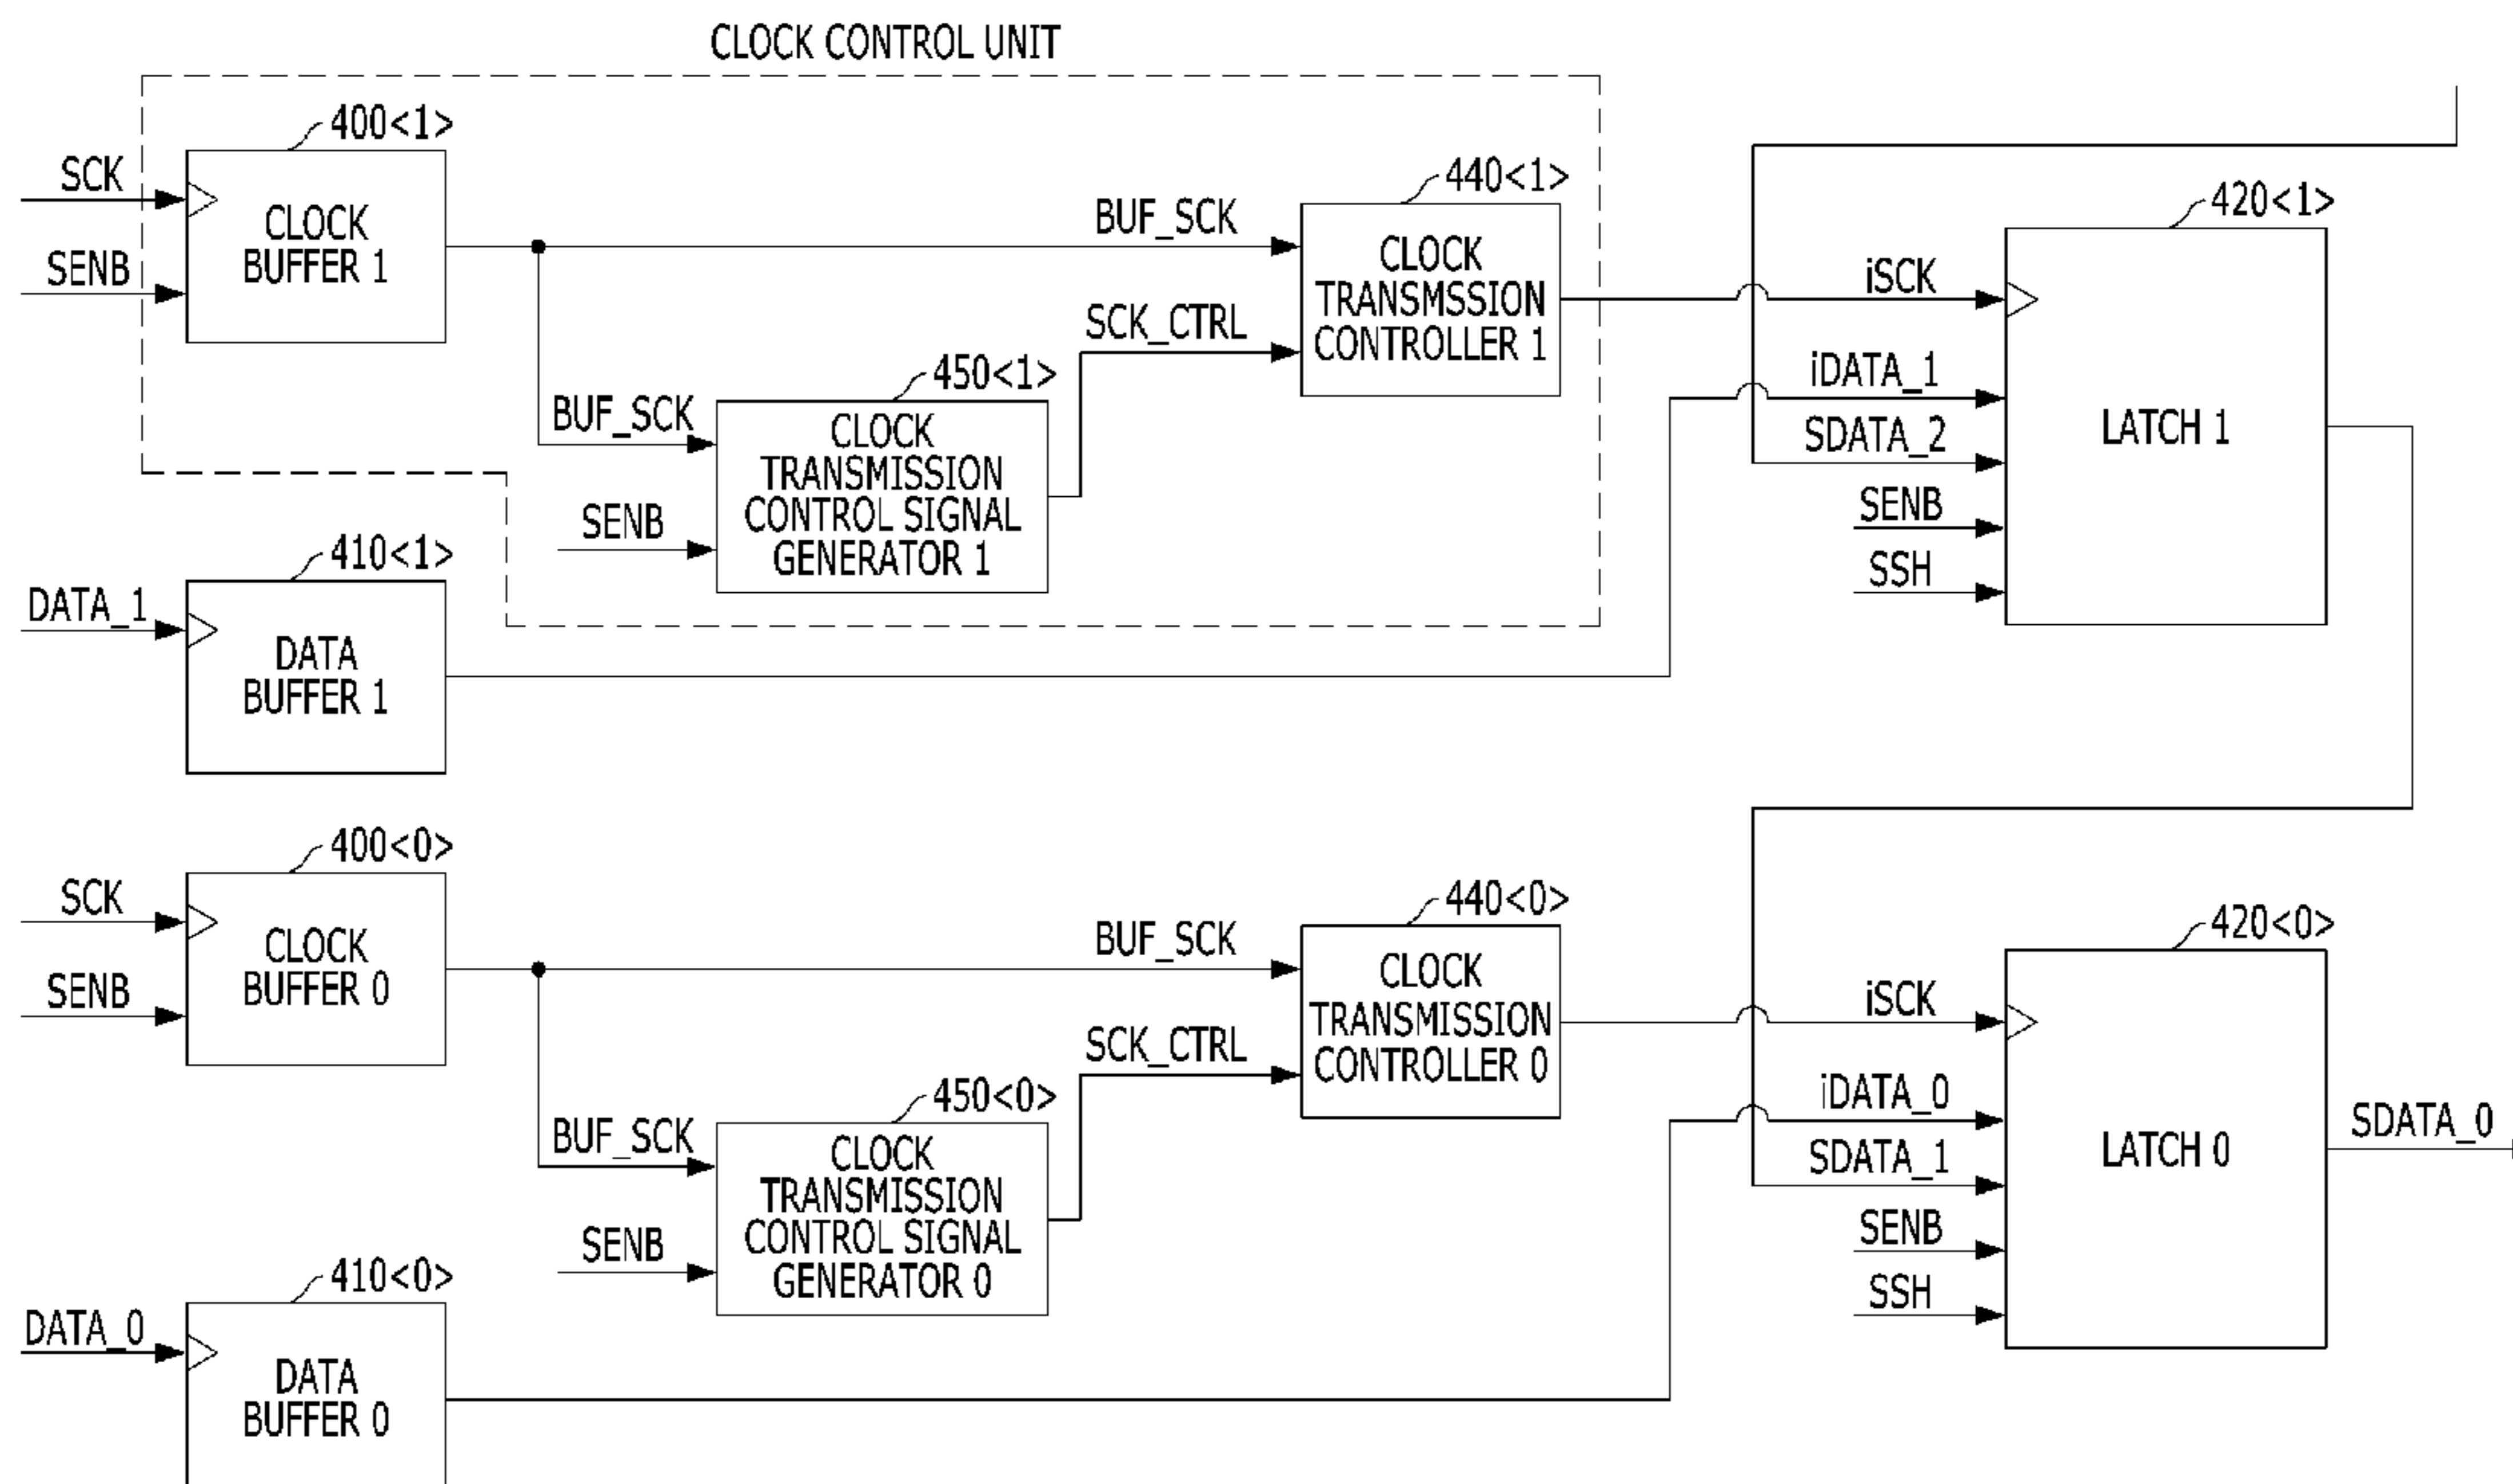 CLOCK CONTROL UNIT
400<1>
SCK
SENB
CLOCK
BUFFER 1
BUF_SCK
440<1>
CLOCK
TRANSMSSION
CONTROLLER 1
SCK_CTRL
450<1>
BUF_SCK
SENB
CLOCK
TRANSMISSION
CONTROL SIGNAL
GENERATOR 1
420<1>
iSCK
iDATA_1
SDATA_2
SENB
SSH
LATCH 1
410<1>
DATA_1
DATA
BUFFER 1
400<0>
SCK
SENB
CLOCK
BUFFER 0
BUF_SCK
440<0>
CLOCK
TRANSMISSION
CONTROLLER 0
SCK_CTRL
450<0>
BUF_SCK
SENB
CLOCK
TRANSMISSION
CONTROL SIGNAL
GENERATOR 0
420<0>
iSCK
iDATA_0
SDATA_1
SENB
SSH
LATCH 0
SDATA_0
410<0>
DATA_0
DATA
BUFFER 0